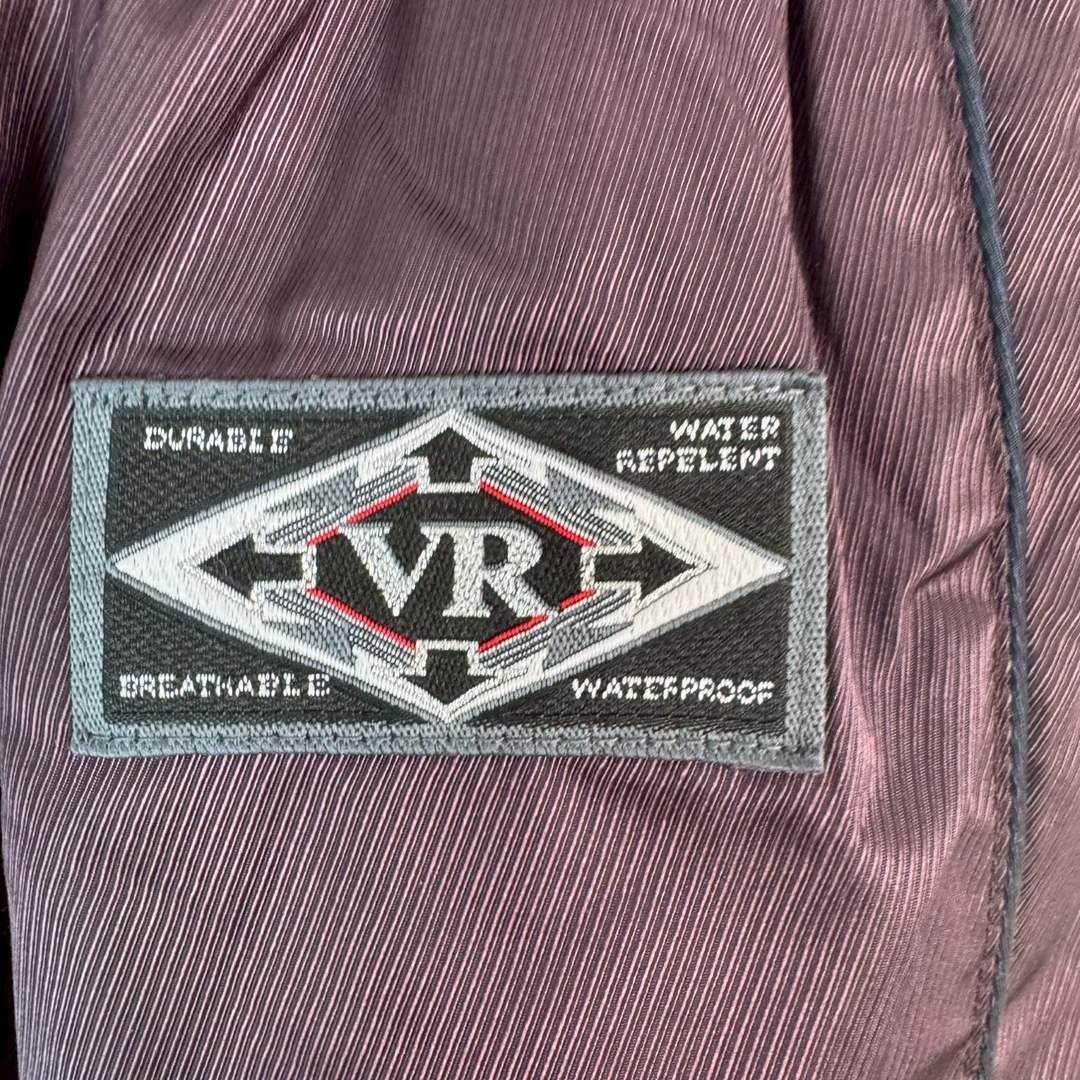 DURABLE
WATER
REPELENT
VR
BREATHABLE
WATERPROOF